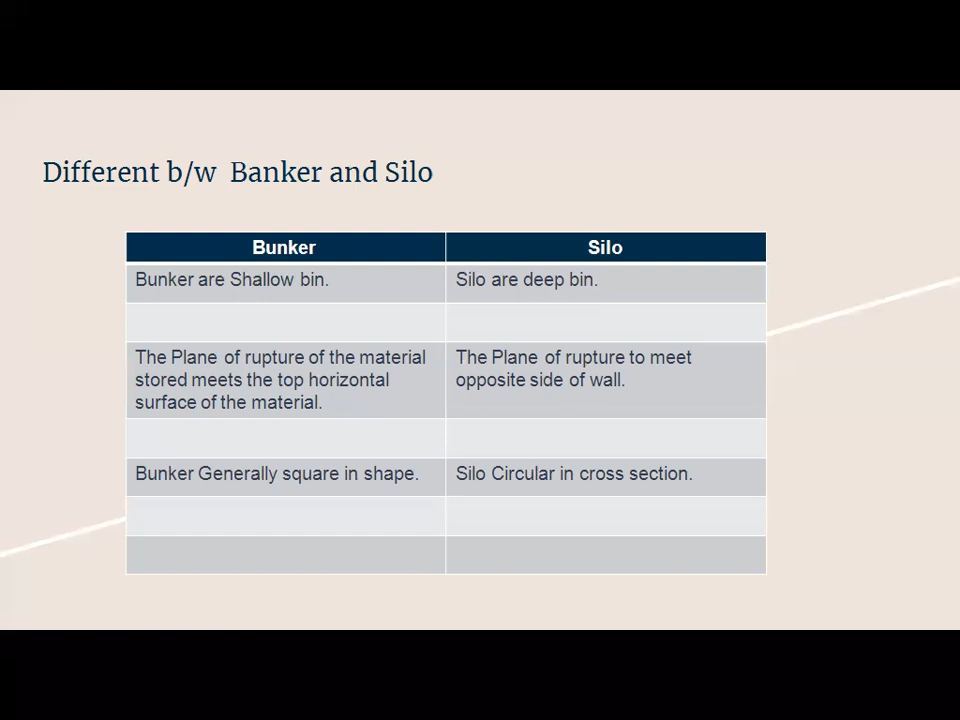 Different b/w Banker and Silo
Bunker
Silo
Bunker are Shallow bin.
Silo are deep bin.
The Plane of rupture of the material
stored meets the top horizontal
surface of the material.
The Plane of rupture to meet
opposite side of wall.
Bunker Generally square in shape.
Silo Circular in cross section.